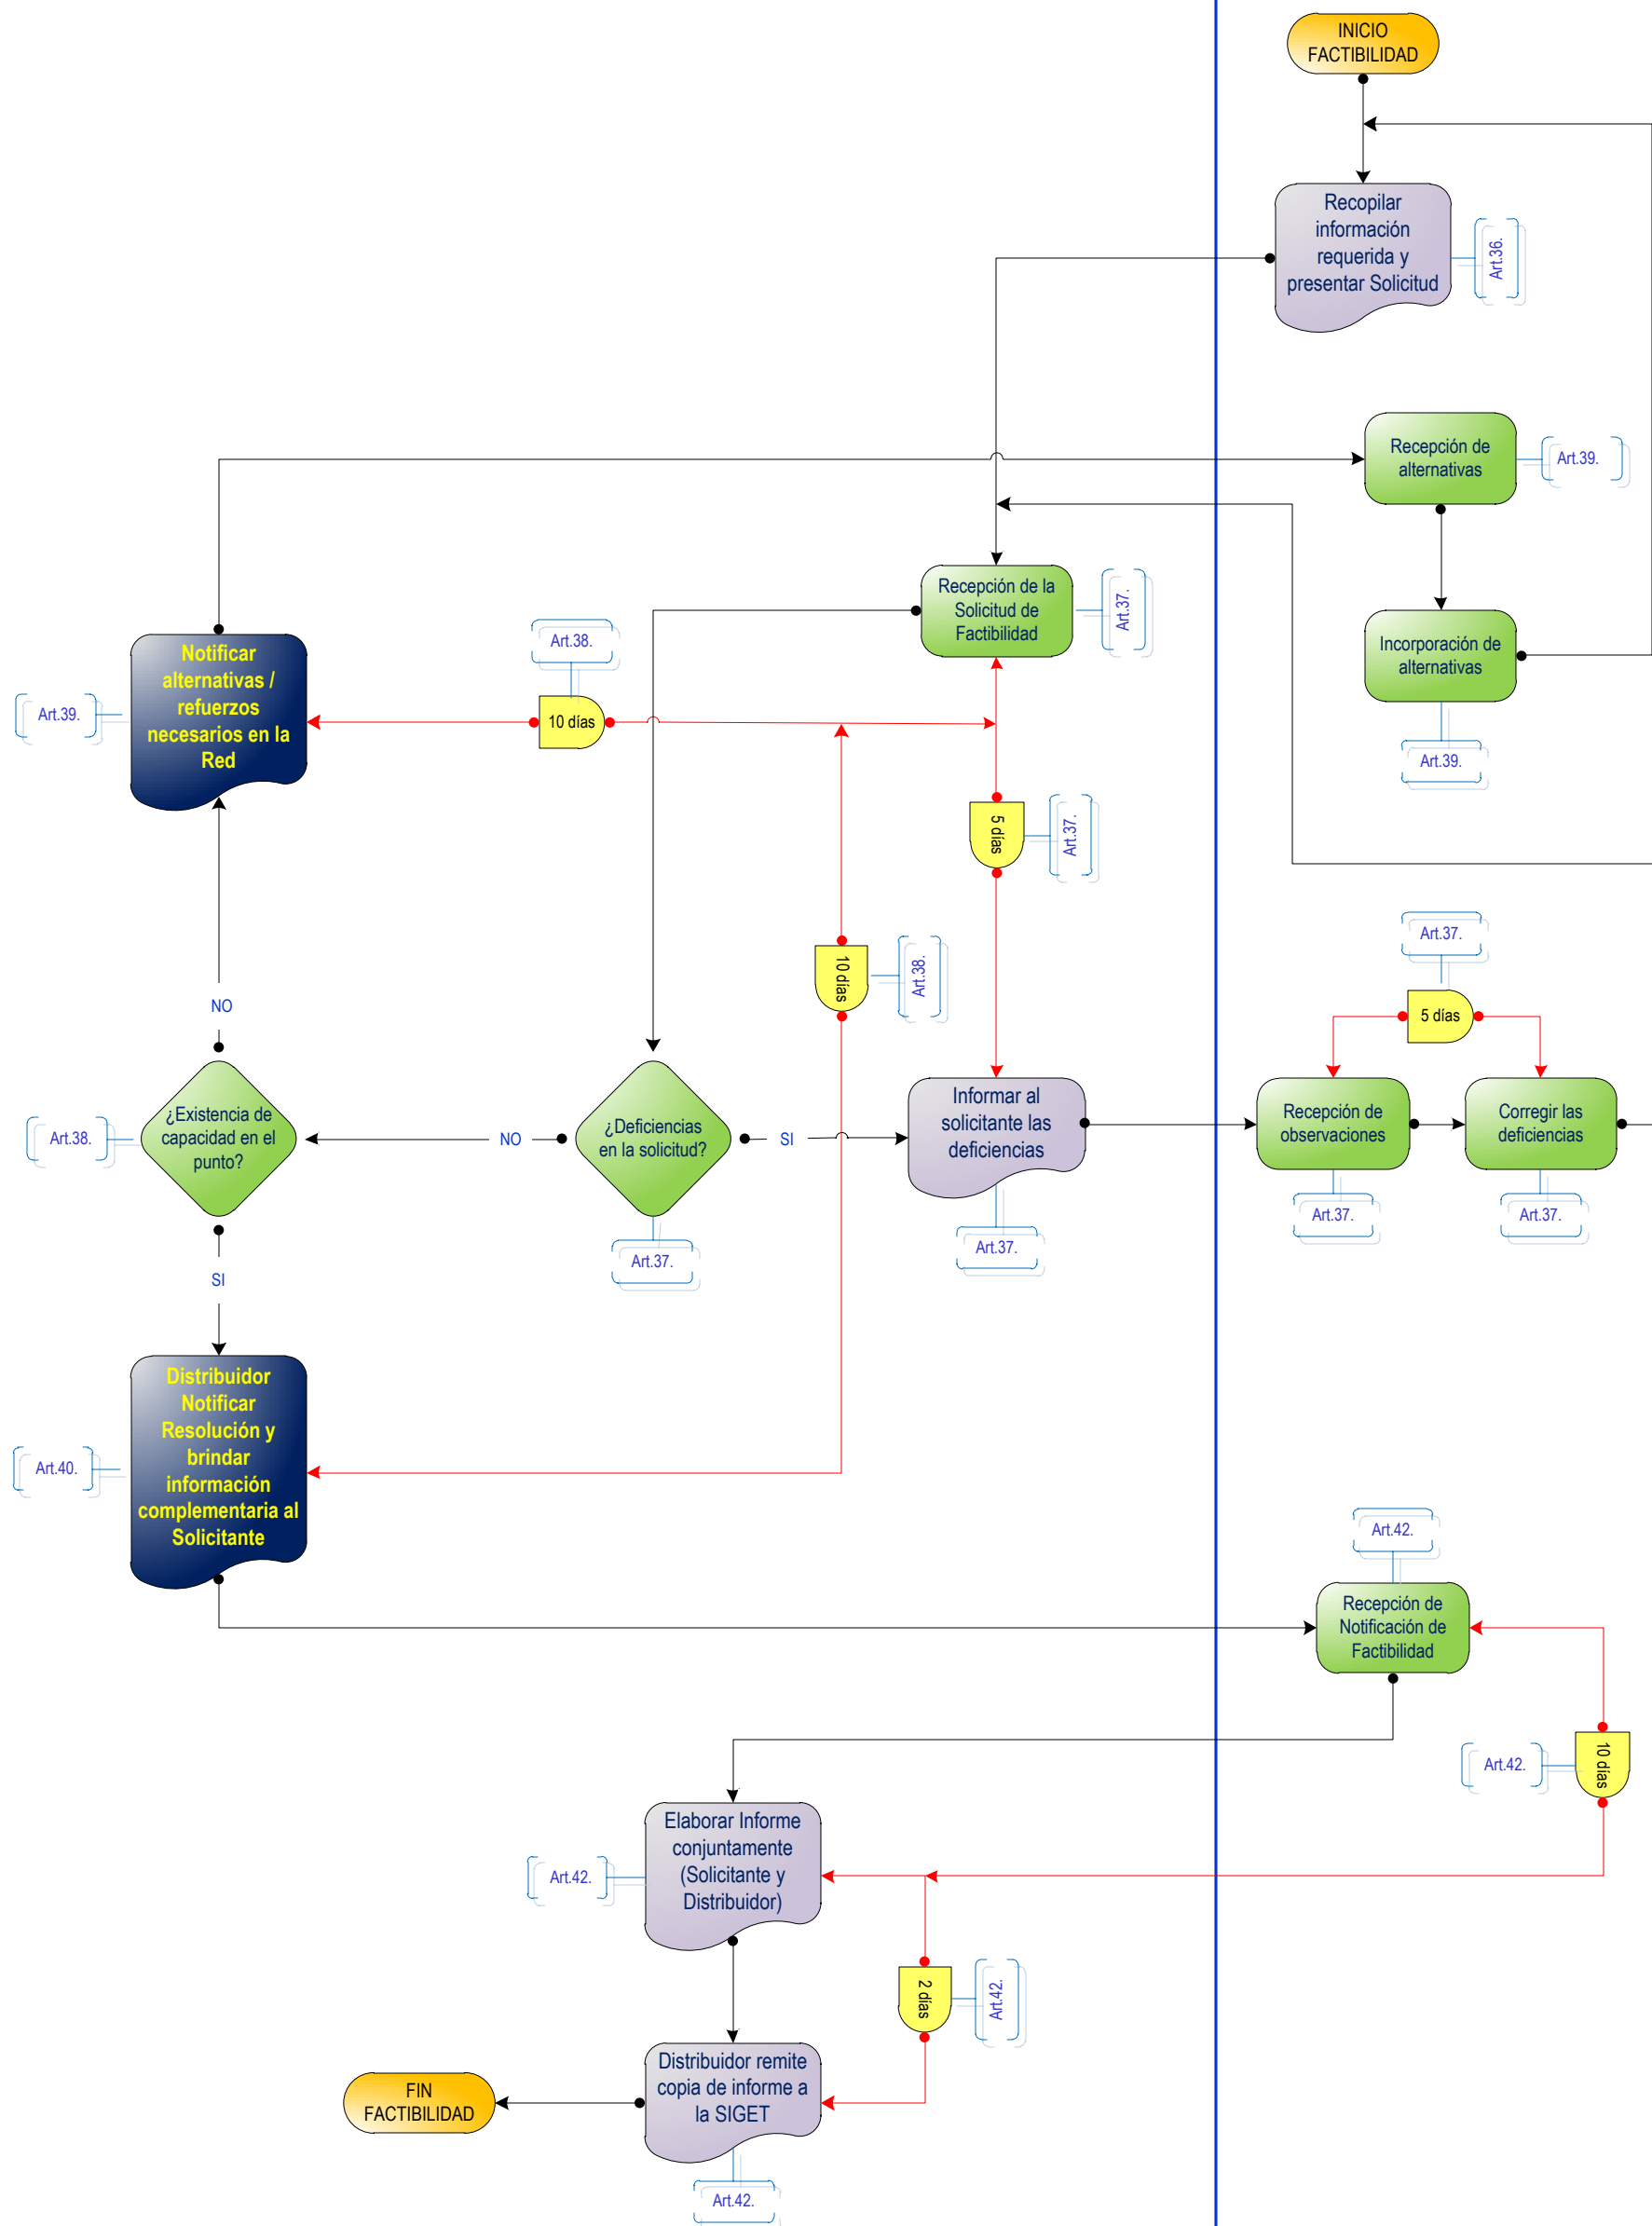 INICIO
FACTIBILIDAD
Recopilar
información
requerida y
presentar Solicitud
Art.36.
Recepción de
alternativas
Art.39.
Recepción de la
Solicitud de
Factibilidad
Art.37.
Incorporación de
alternativas
Art.39.
Art.38.
10 días
Notificar
alternativas /
refuerzos
necesarios en la
Red
Art.39.
5 días
Art.37.
10 días
Art.38.
Art.37.
5 días
NO
¿Existencia de
capacidad en el
punto?
Art.38.
NO
¿Deficiencias
en la solicitud?
Art.37.
SI
Informar al
solicitante las
deficiencias
Art.37.
Recepción de
observaciones
Art.37.
Corregir las
deficiencias
Art.37.
SI
Distribuidor
Notificar
Resolución y
brindar
información
complementaria al
Solicitante
Art.40.
Art.42.
Recepción de
Notificación de
Factibilidad
Art.42.
10 días
Elaborar Informe
conjuntamente
(Solicitante y
Distribuidor)
Art.42.
2 días
Art.42.
Distribuidor remite
copia de informe a
la SIGET
Art.42.
FIN
FACTIBILIDAD